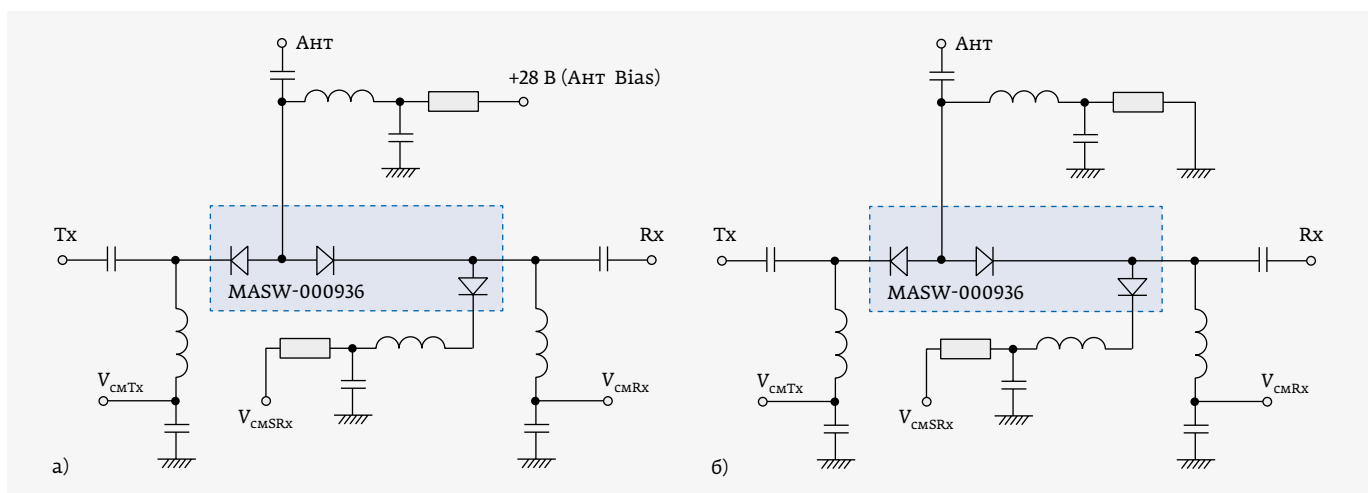 Ант
+28 В (Ант Bias)
Tx
Rx
MASW-000936
VсмTx
VсмSRx
VсмRx
а)
Ант
Tx
Rx
MASW-000936
VсмTx
VсмSRx
VсмRx
б)